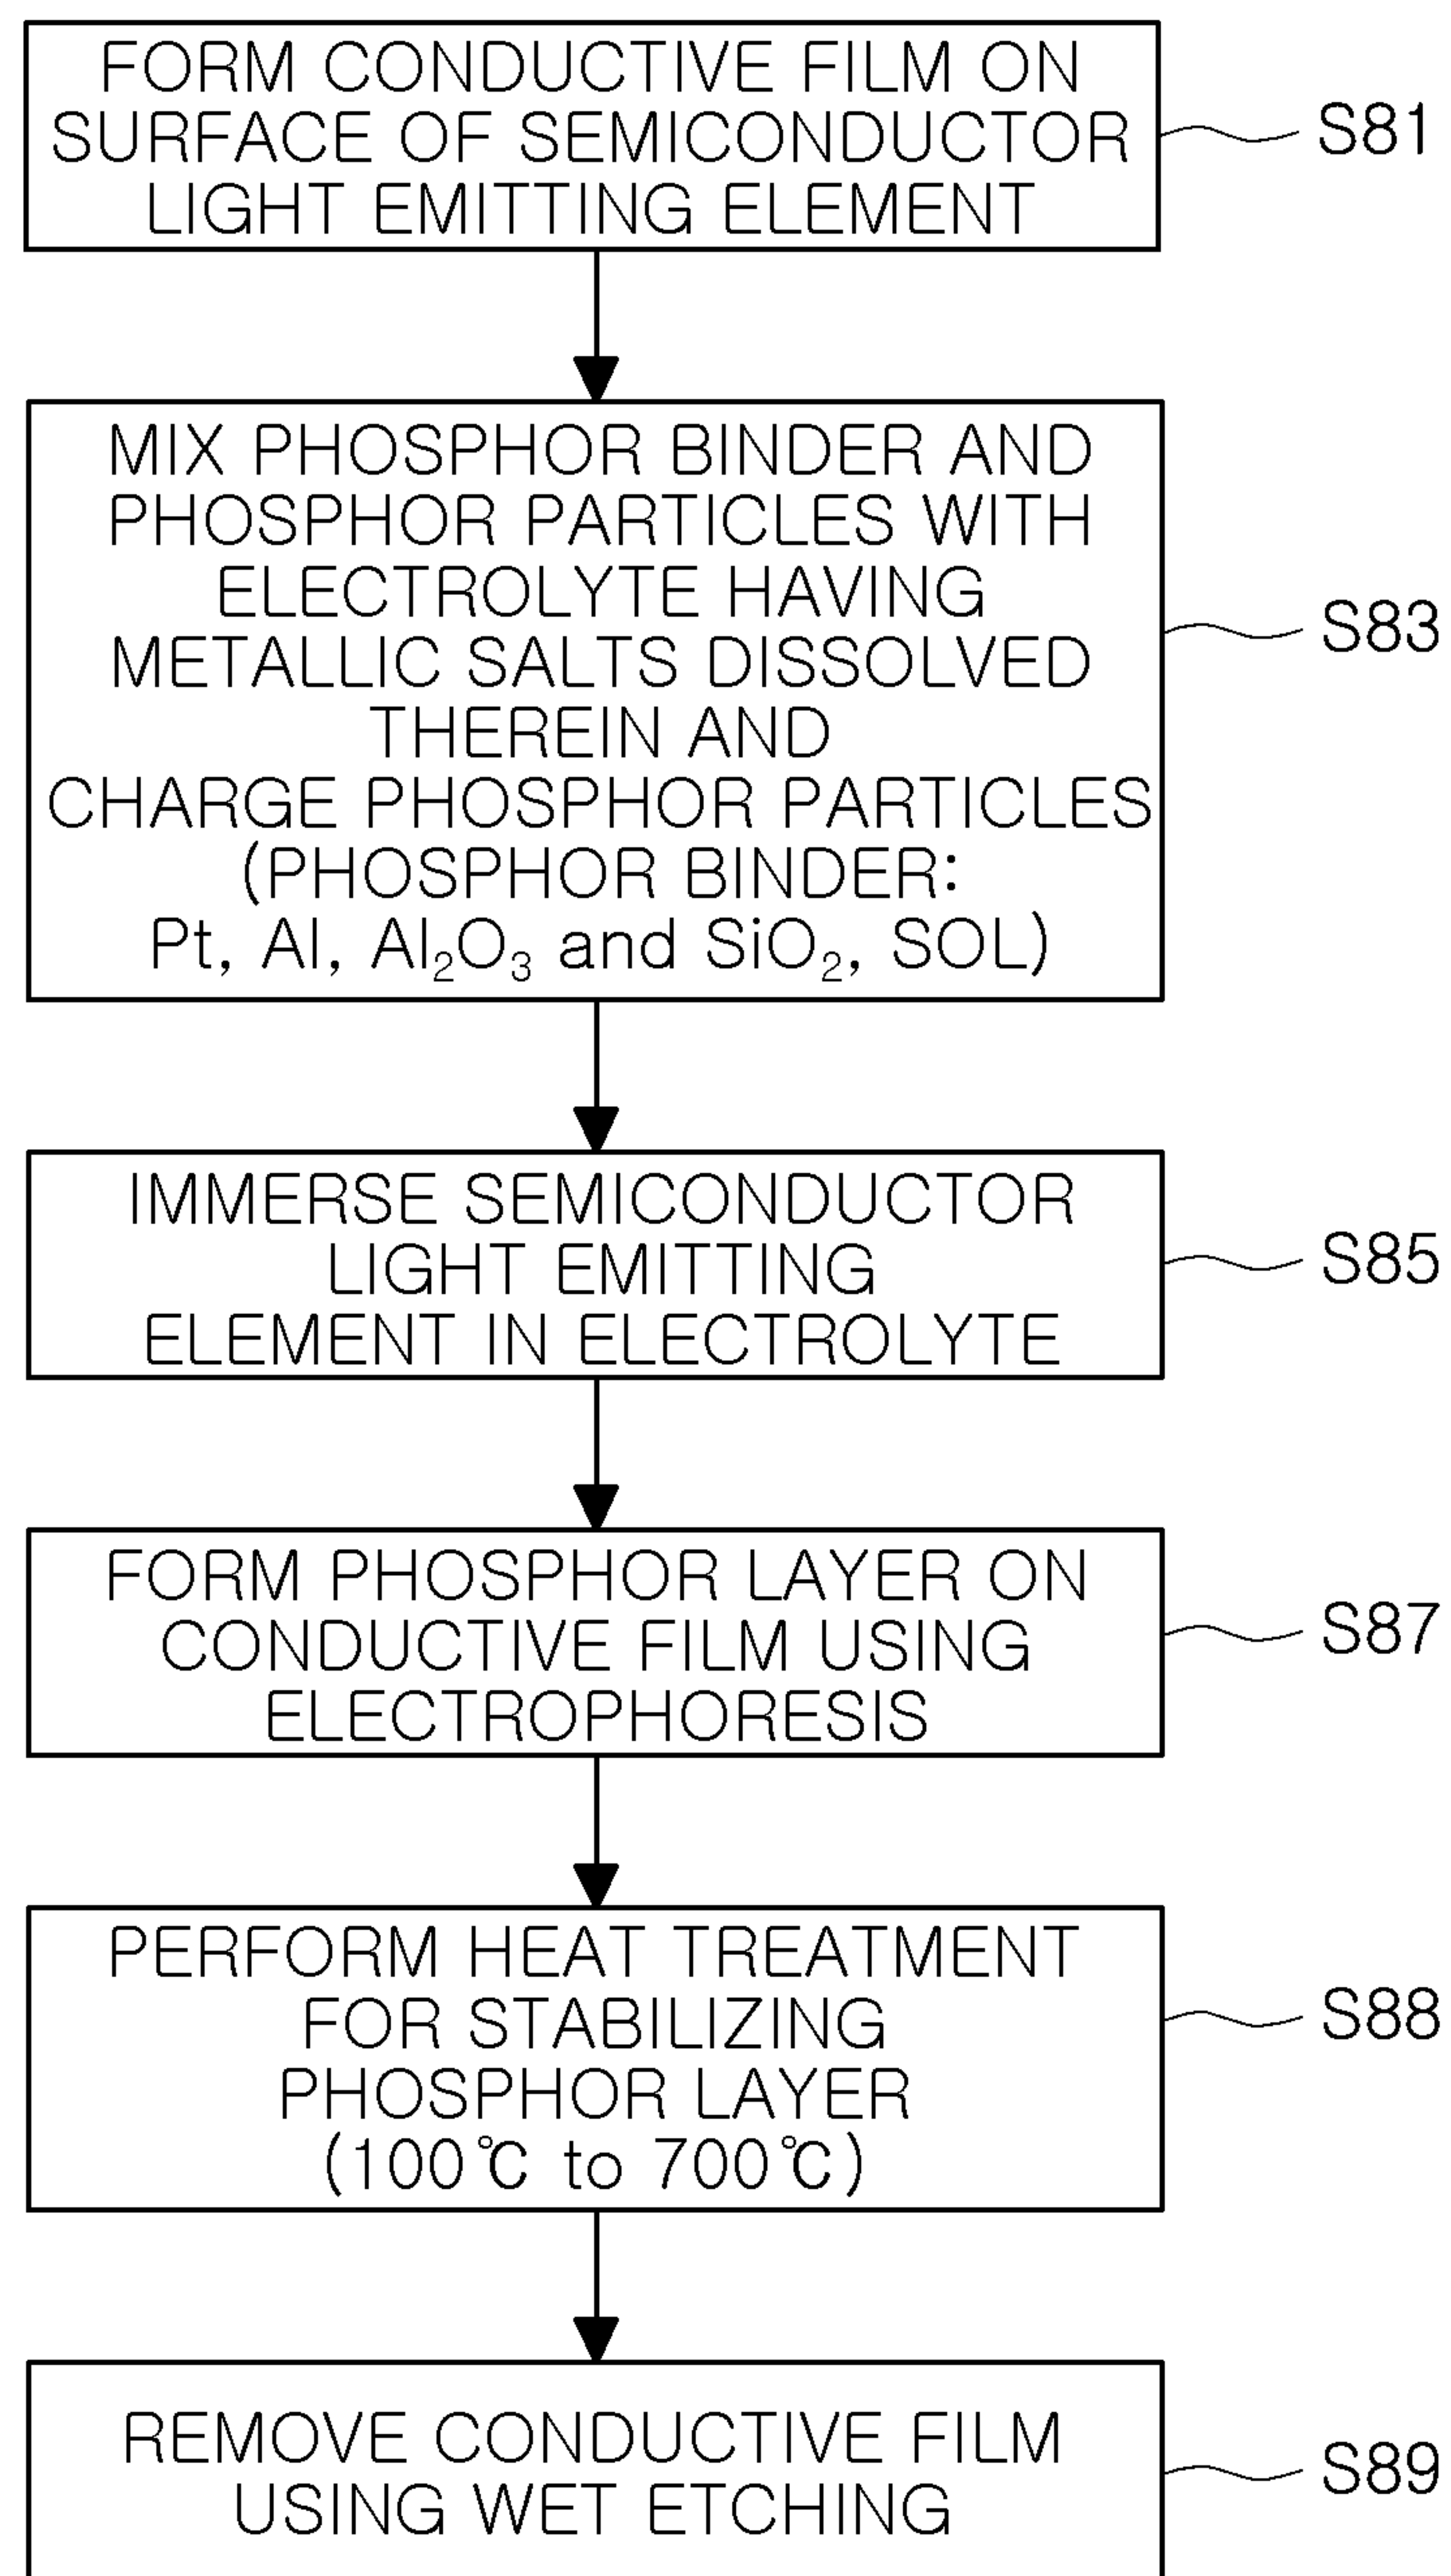 FORM CONDUCTIVE FILM ON
SURFACE OF SEMICONDUCTOR
LIGHT EMITTING ELEMENT
S81
MIX PHOSPHOR BINDER AND
PHOSPHOR PARTICLES WITH
ELECTROLYTE HAVING
METALLIC SALTS DISSOLVED
THEREIN AND
CHARGE PHOSPHOR PARTICLES
(PHOSPHOR BINDER:
Pt, Al, Al₂O₃ and SiO₂, SOL)
S83
IMMERSE SEMICONDUCTOR
LIGHT EMITTING
ELEMENT IN ELECTROLYTE
S85
FORM PHOSPHOR LAYER ON
CONDUCTIVE FILM USING
ELECTROPHORESIS
S87
PERFORM HEAT TREATMENT
FOR STABILIZING
PHOSPHOR LAYER
(100℃ to 700℃)
S88
REMOVE CONDUCTIVE FILM
USING WET ETCHING
S89